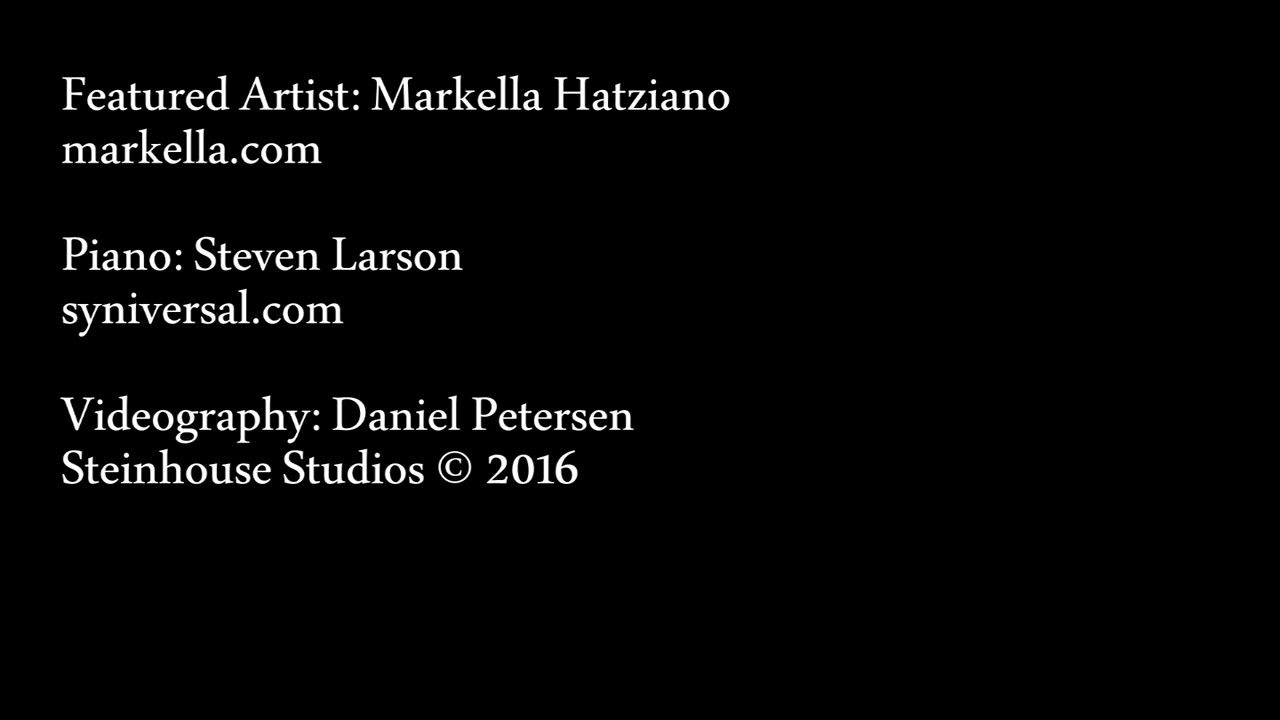 Featured Artist: Markella Hatziano
markella.com
Piano: Steven Larson
syniversal.com
Videography: Daniel Petersen
Steinhouse Studios © 2016